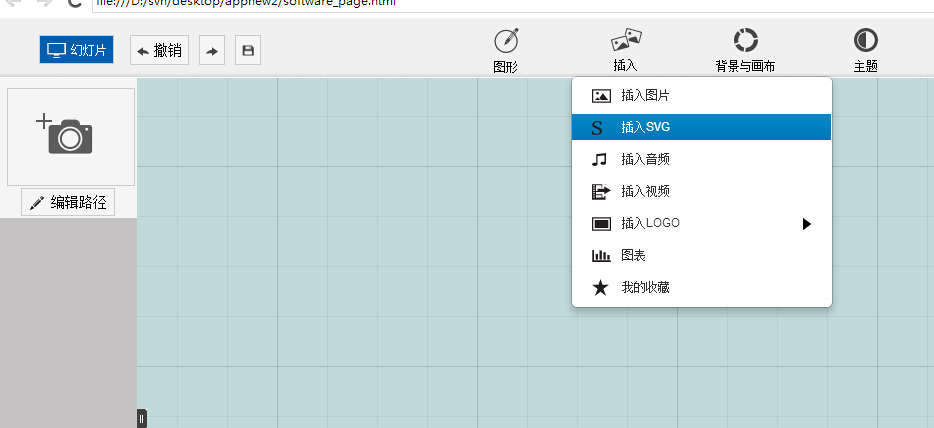 file:///D:/svn/desktop/appnew2/software_page.html
幻灯片
撤销
图形
插入
背景与画布
主题
插入图片
S 插入SVG
插入音频
插入视频
插入LOGO
图表
我的收藏
编辑路径